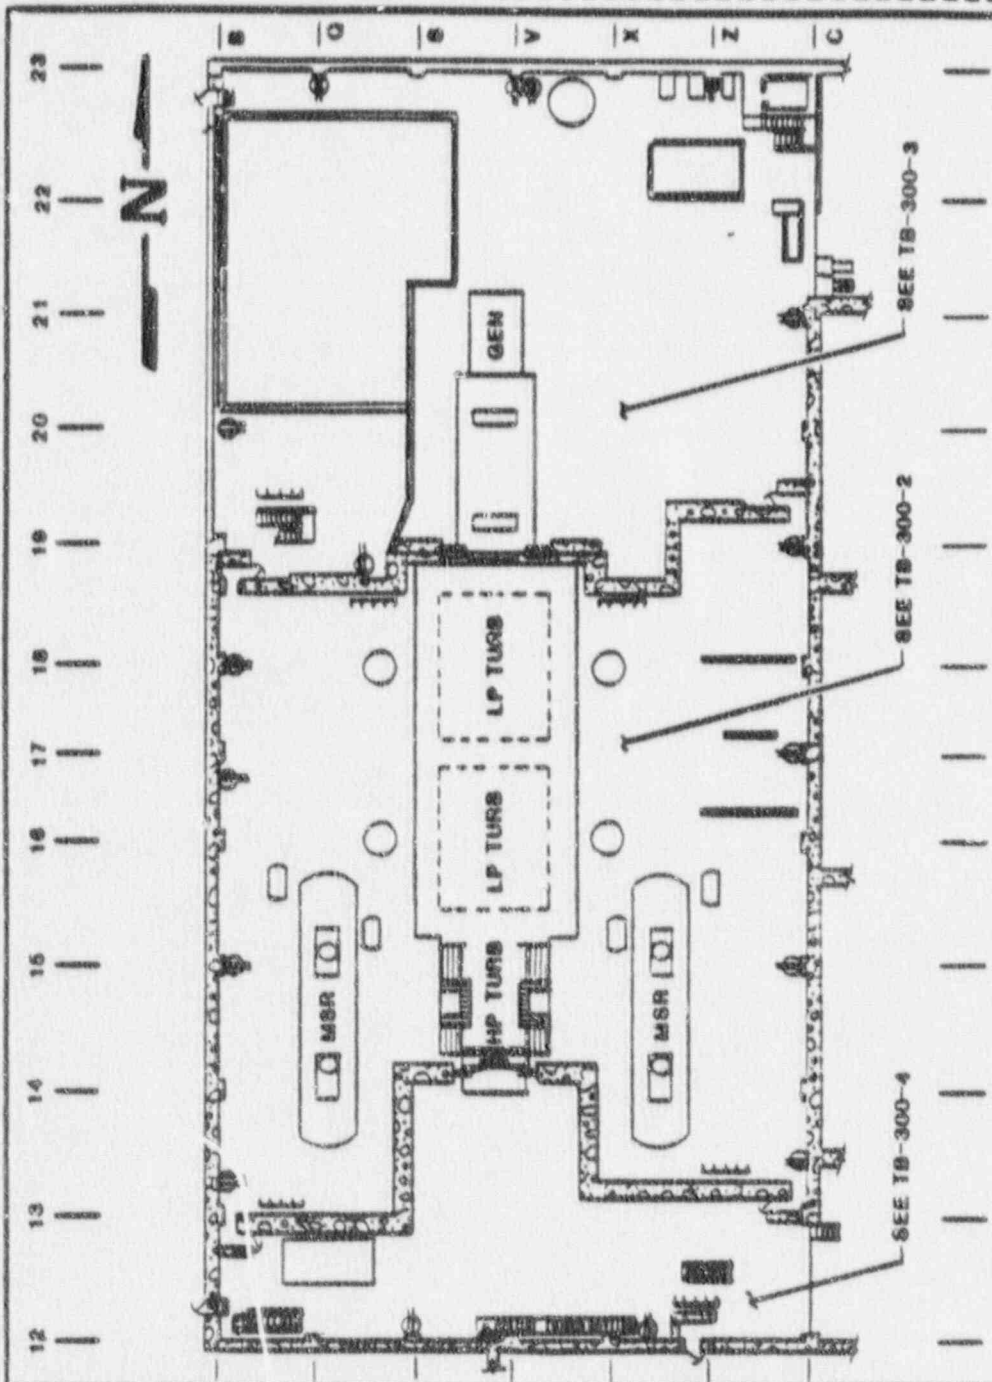 B
Q
S
V
X
Z
C
23
22
21
20
19
18
17
16
15
14
13
12
N
GEN
LP TURB
LP TURB
HP TURB
MSR
MSR
SEE TB-300-3
SEE TB-300-2
SEE TB-300-4